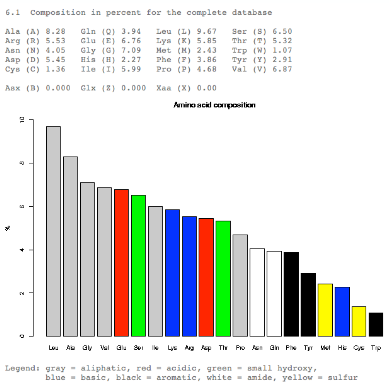 6.1 Composition in percent for the complete database
Ala (A) 8.28 Gln (Q) 3.94 Leu (L) 9.67 Ser (S) 6.50
Arg (R) 5.53 Glu (E) 6.76 Lys (K) 5.85 Thr (T) 5.32
Asn (N) 4.05 Gly (G) 7.09 Met (M) 2.43 Trp (W) 1.07
Asp (D) 5.45 His (H) 2.27 Phe (F) 3.86 Tyr (Y) 2.91
Cys (C) 1.36 Ile (I) 5.99 Pro (P) 4.68 Val (V) 6.87
Asx (B) 0.000 Glx (Z) 0.000 Xaa (X) 0.00
Amino acid composition
10
8
6
%
4
2
0
Leu Ala Gly Val Glu Ser Ile Lys Arg Asp Thr Pro Asn Gln Phe Tyr Met His Cys Trp
Legend: gray = aliphatic, red = acidic, green = small hydroxy,
blue = basic, black = aromatic, white = amide, yellow = sulfur